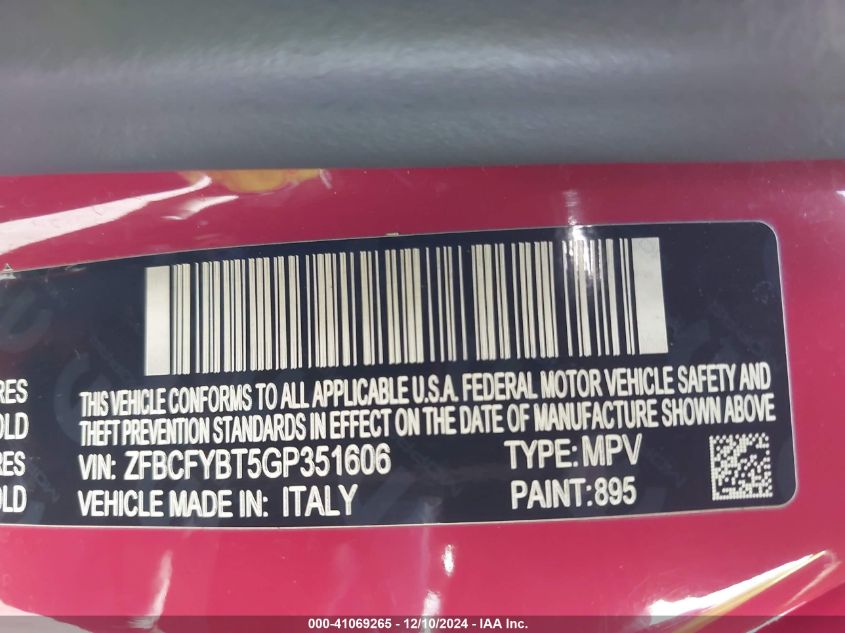 THIS VEHICLE CONFORMS TO ALL APPLICABLE U.S.A. FEDERAL MOTOR VEHICLE SAFETY AND
RES
THEFT PREVENTION STANDARDS IN EFFECT ON THE DATE OF MANUFACTURE SHOWN ABOVE
OLD
VIN: ZFBCFYBT5GP351606 TYPE: MPV
RES
VEHICLE MADE IN: ITALY PAINT: 895
OLD
000-41069265 - 12/10/2024 - IAA Inc.